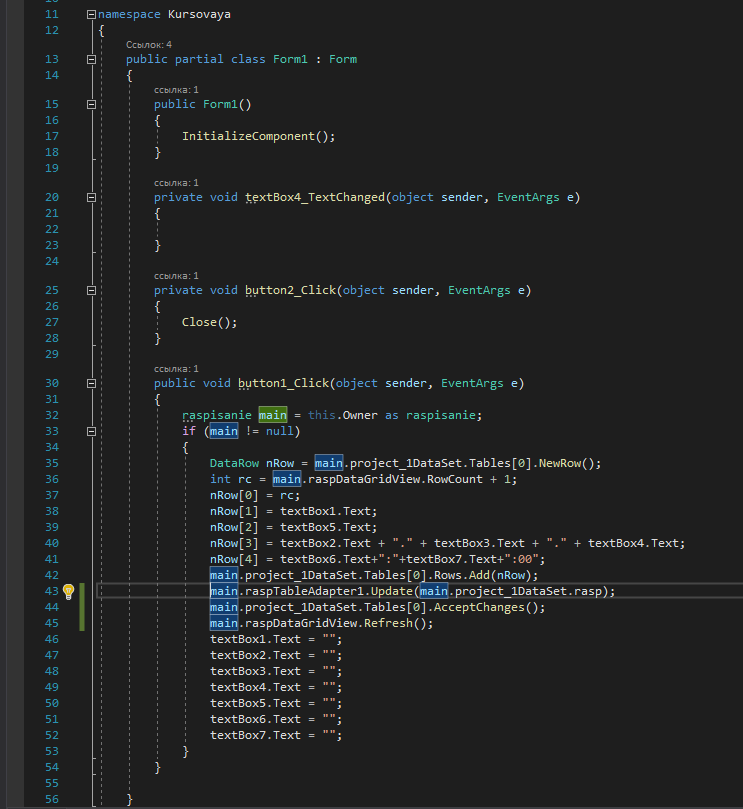 11 namespace Kursovaya
12 {
Ссылок: 4
13 public partial class Form1 : Form
14 {
ссылка: 1
15 public Form1()
16 {
17 InitializeComponent();
18 }
19
ссылка: 1
20 private void textBox4_TextChanged(object sender, EventArgs e)
21 {
22
23 }
24
ссылка: 1
25 private void button2_Click(object sender, EventArgs e)
26 {
27 Close();
28 }
29
ссылка: 1
30 public void button1_Click(object sender, EventArgs e)
31 {
32 raspisanie main = this.Owner as raspisanie;
33 if (main != null)
34 {
35 DataRow nRow = main.project_1DataSet.Tables[0].NewRow();
36 int rc = main.raspDataGridView.RowCount + 1;
37 nRow[0] = rc;
38 nRow[1] = textBox1.Text;
39 nRow[2] = textBox5.Text;
40 nRow[3] = textBox2.Text + "." + textBox3.Text + "." + textBox4.Text;
41 nRow[4] = textBox6.Text+":"+textBox7.Text+":00";
42 main.project_1DataSet.Tables[0].Rows.Add(nRow);
43 main.raspTableAdapter1.Update(main.project_1DataSet.rasp);
44 main.project_1DataSet.Tables[0].AcceptChanges();
45 main.raspDataGridView.Refresh();
46 textBox1.Text = "";
47 textBox2.Text = "";
48 textBox3.Text = "";
49 textBox4.Text = "";
50 textBox5.Text = "";
51 textBox6.Text = "";
52 textBox7.Text = "";
53 }
54 }
55
56 }